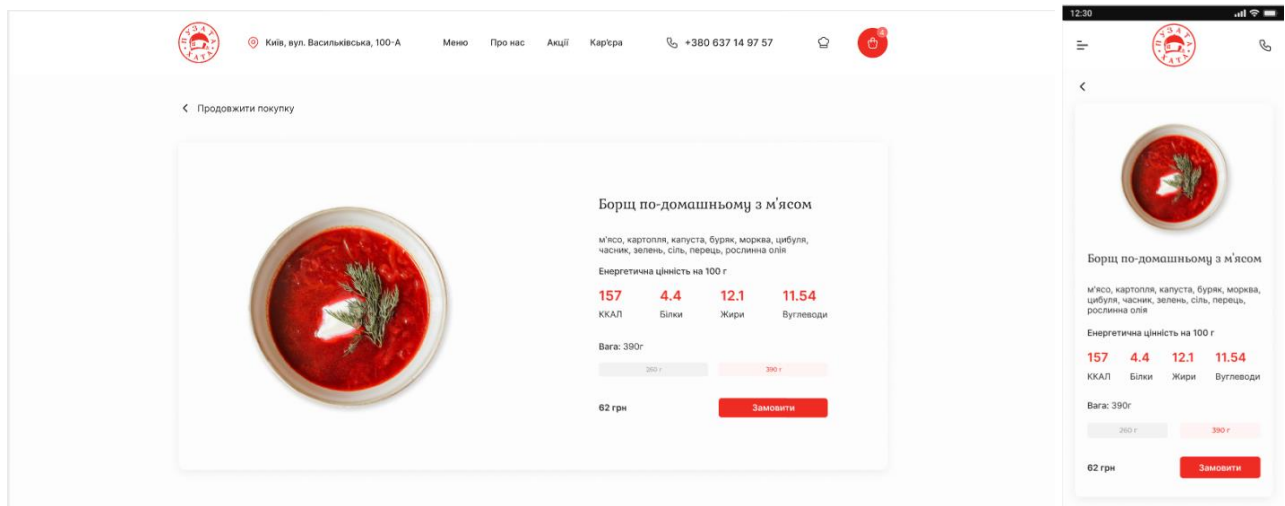 ПУЗАТА ХАТА
Київ, вул. Васильківська, 100-А
Меню
Про нас
Акції
Кар'єра
+380 637 14 97 57
4
Продовжити покупку
Борщ по-домашньому з м'ясом
м'ясо, картопля, капуста, буряк, морква, цибуля,
часник, зелень, сіль, перець, рослинна олія
Енергетична цінність на 100 г
157 4.4 12.1 11.54
ККАЛ Білки Жири Вуглеводи
Вага: 390г
260 г 390 г
62 грн Замовити
12:30
ПУЗАТА ХАТА
Борщ по-домашньому з м'ясом
м'ясо, картопля, капуста, буряк, морква,
цибуля, часник, зелень, сіль, перець,
рослинна олія
Енергетична цінність на 100 г
157 4.4 12.1 11.54
ККАЛ Білки Жири Вуглеводи
Вага: 390г
260 г 390 г
62 грн Замовити